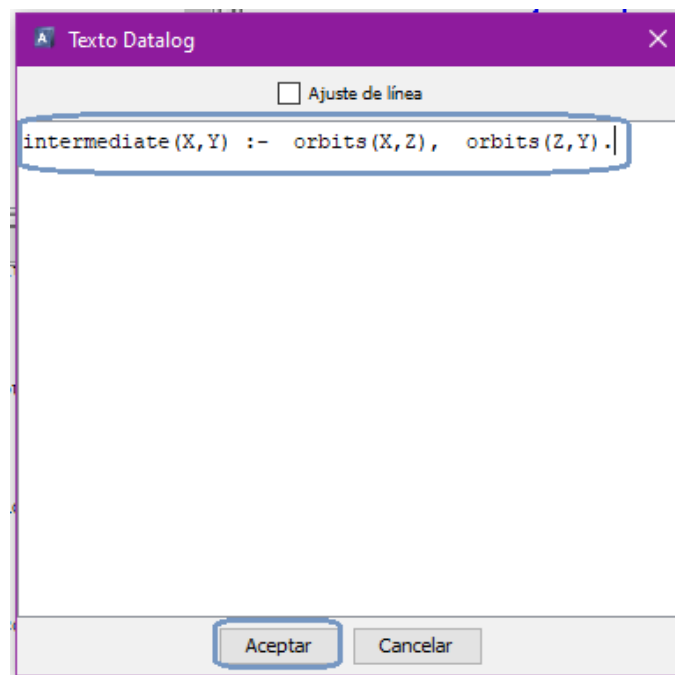 Texto Datalog
Ajuste de línea
intermediate(X,Y) :-  orbits(X,Z),  orbits(Z,Y).
Aceptar
Cancelar